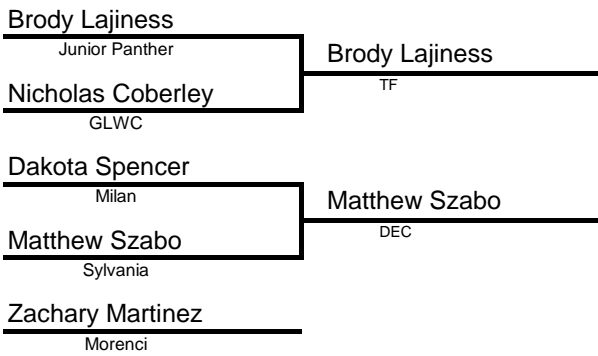 Brody Lajiness
Junior Panther
Brody Lajiness
TF
Nicholas Coberley
GLWC
Dakota Spencer
Milan
Matthew Szabo
DEC
Matthew Szabo
Sylvania
Zachary Martinez
Morenci